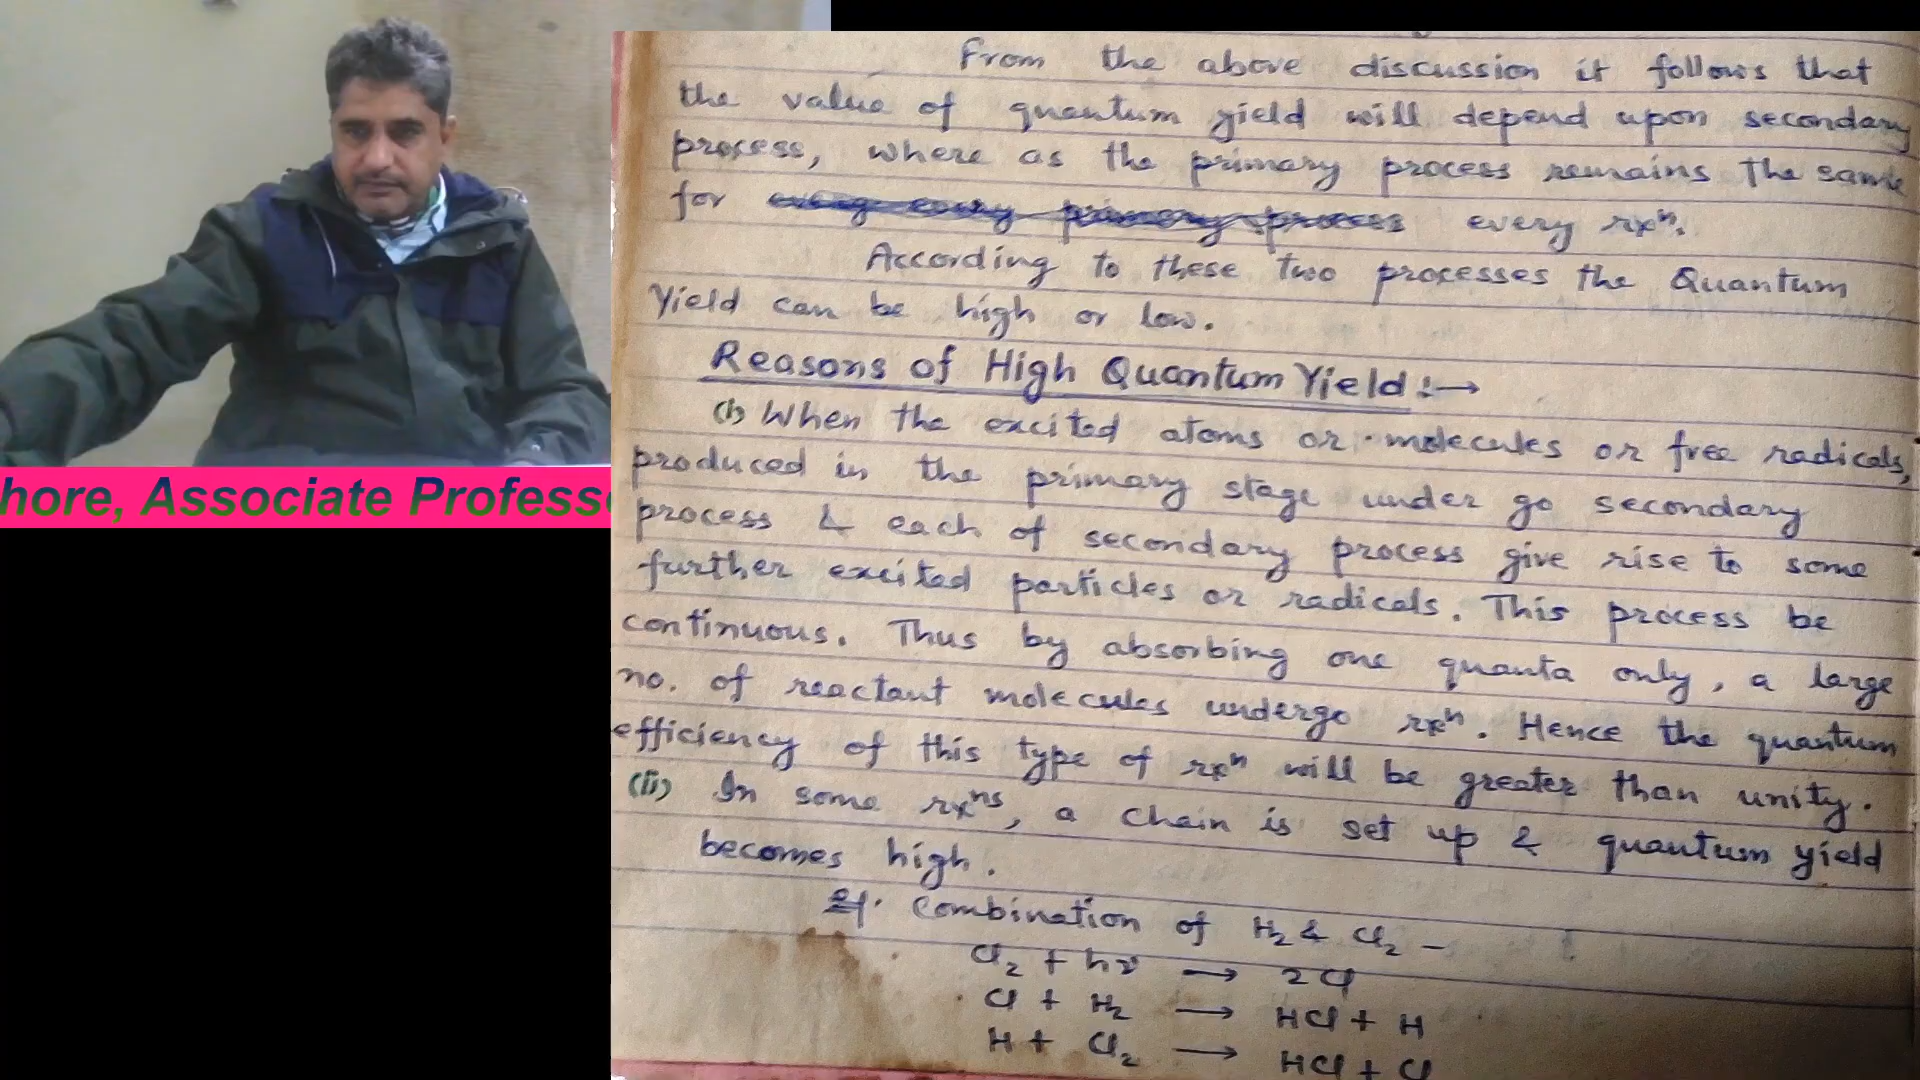 hore, Associate Professo
From the above discussion it follows that
the value of quantum yield will depend upon secondary
process, where as the primary process remains the same
for every rxⁿ.
According to these two processes the Quantum
Yield can be high or low.
Reasons of High Quantum Yield :→
(i) When the excited atoms or molecules or free radicals,
produced in the primary stage under go secondary
process & each of secondary process give rise to some
further excited particles or radicals. This process be
continuous. Thus by absorbing one quanta only, a large
no. of reactant molecules undergo rxⁿ. Hence the quantum
efficiency of this type of rxⁿ will be greater than unity.
(ii) In some rxⁿˢ, a chain is set up & quantum yield
becomes high.
Combination of H₂ & Cl₂ –
Cl₂ + hν → 2Cl
Cl + H₂ → HCl + H
H + Cl₂ → HCl + Cl